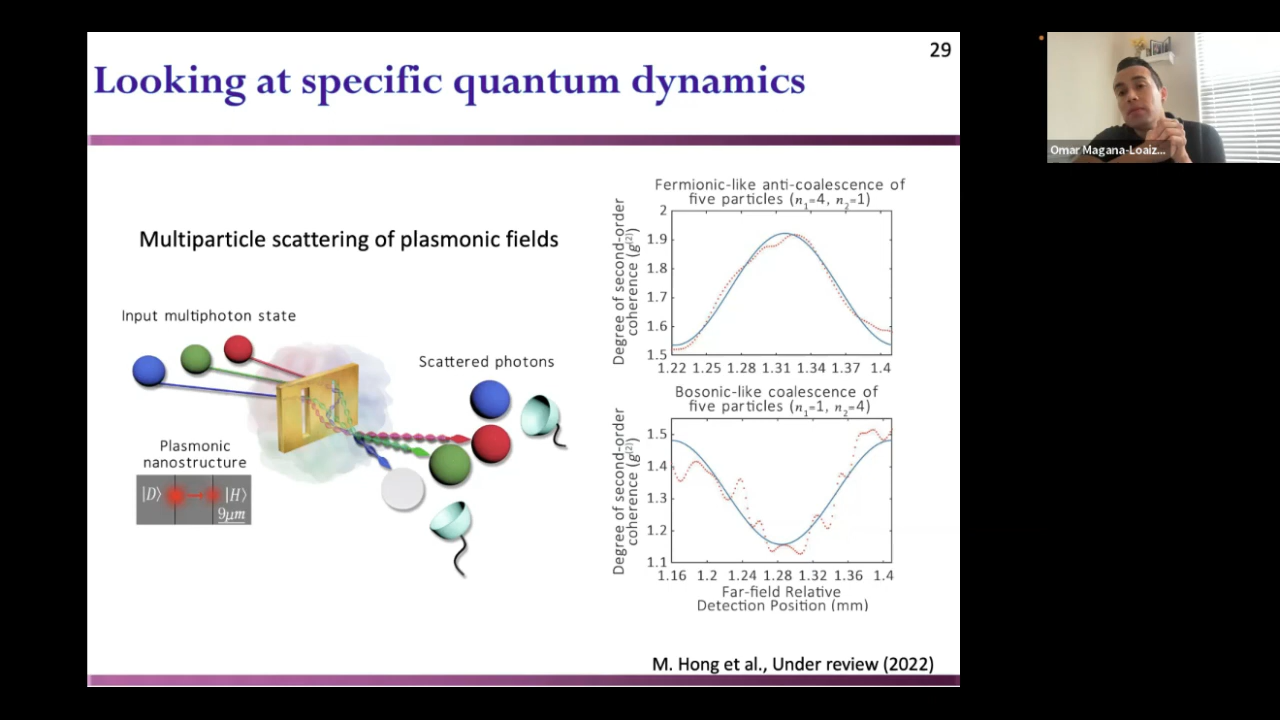 29
Looking at specific quantum dynamics
Omar Magana-Loaiz...
Multiparticle scattering of plasmonic fields
Input multiphoton state
Scattered photons
Plasmonic
nanostructure
|D⟩ |H⟩
9μm
Fermionic-like anti-coalescence of
five particles (n₁=4, n₂=1)
Degree of second-order
coherence (g⁽²⁾)
2
1.9
1.8
1.7
1.6
1.5
1.22 1.25 1.28 1.31 1.34 1.37 1.4
Bosonic-like coalescence of
five particles (n₁=1, n₂=4)
Degree of second-order
coherence (g⁽²⁾)
1.5
1.4
1.3
1.2
1.1
1.16 1.2 1.24 1.28 1.32 1.36 1.4
Far-field Relative
Detection Position (mm)
M. Hong et al., Under review (2022)